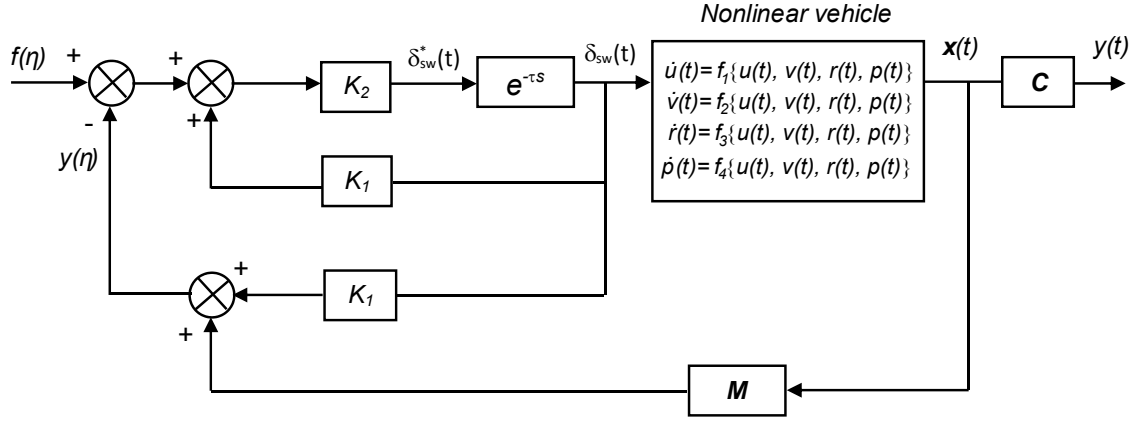 Nonlinear vehicle
f(η)
+
+
+
-
y(η)
K₂
δ*sw(t)
e^-τs
δsw(t)
u̇(t)= f₁{u(t), v(t), r(t), p(t)}
v̇(t)= f₂{u(t), v(t), r(t), p(t)}
ṙ(t)= f₃{u(t), v(t), r(t), p(t)}
ṗ(t)= f₄{u(t), v(t), r(t), p(t)}
x(t)
C
y(t)
K₁
+
+
K₁
M